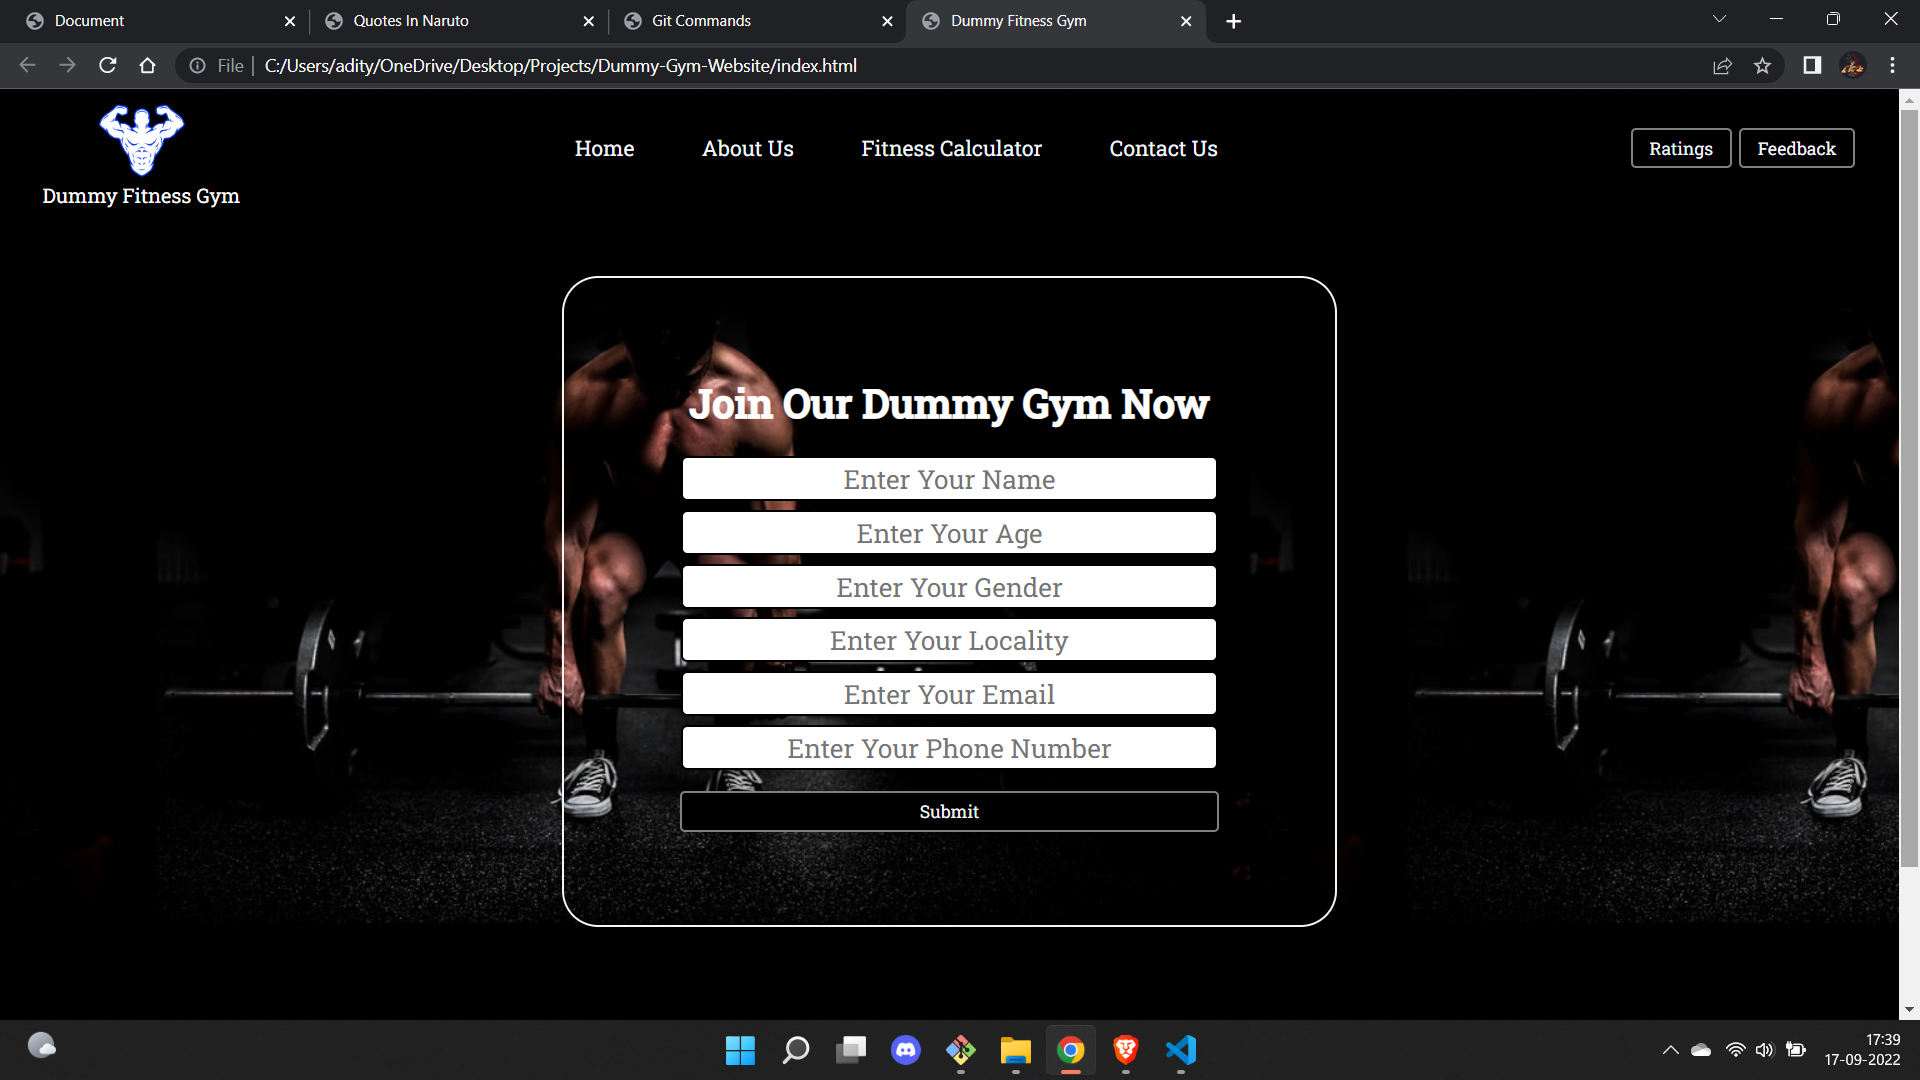 Document
Quotes In Naruto
Git Commands
Dummy Fitness Gym
File
C:/Users/adity/OneDrive/Desktop/Projects/Dummy-Gym-Website/index.html
Dummy Fitness Gym
Home
About Us
Fitness Calculator
Contact Us
Ratings
Feedback
Join Our Dummy Gym Now
Enter Your Name
Enter Your Age
Enter Your Gender
Enter Your Locality
Enter Your Email
Enter Your Phone Number
Submit
17:39
17-09-2022